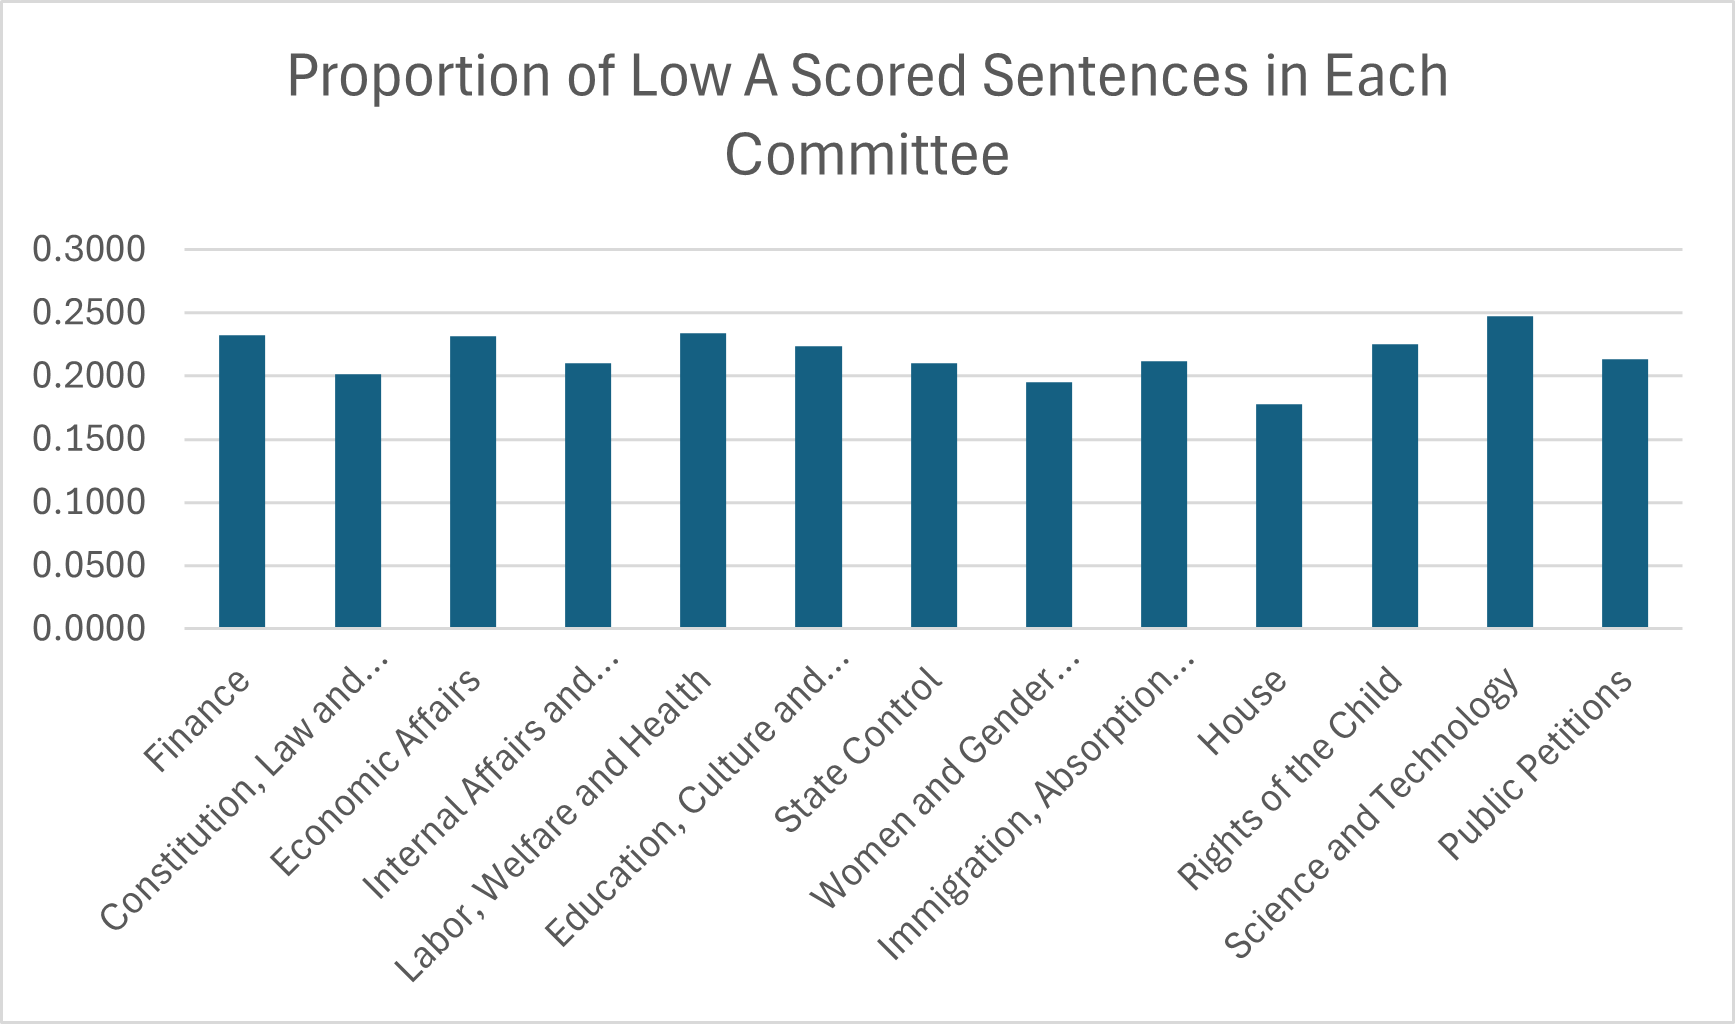 Proportion of Low A Scored Sentences in Each
Committee
0.3000
0.2500
0.2000
0.1500
0.1000
0.0500
0.0000
Finance
Constitution, Law and...
Economic Affairs
Internal Affairs and...
Labor, Welfare and Health
Education, Culture and...
State Control
Women and Gender...
Immigration, Absorption...
House
Rights of the Child
Science and Technology
Public Petitions